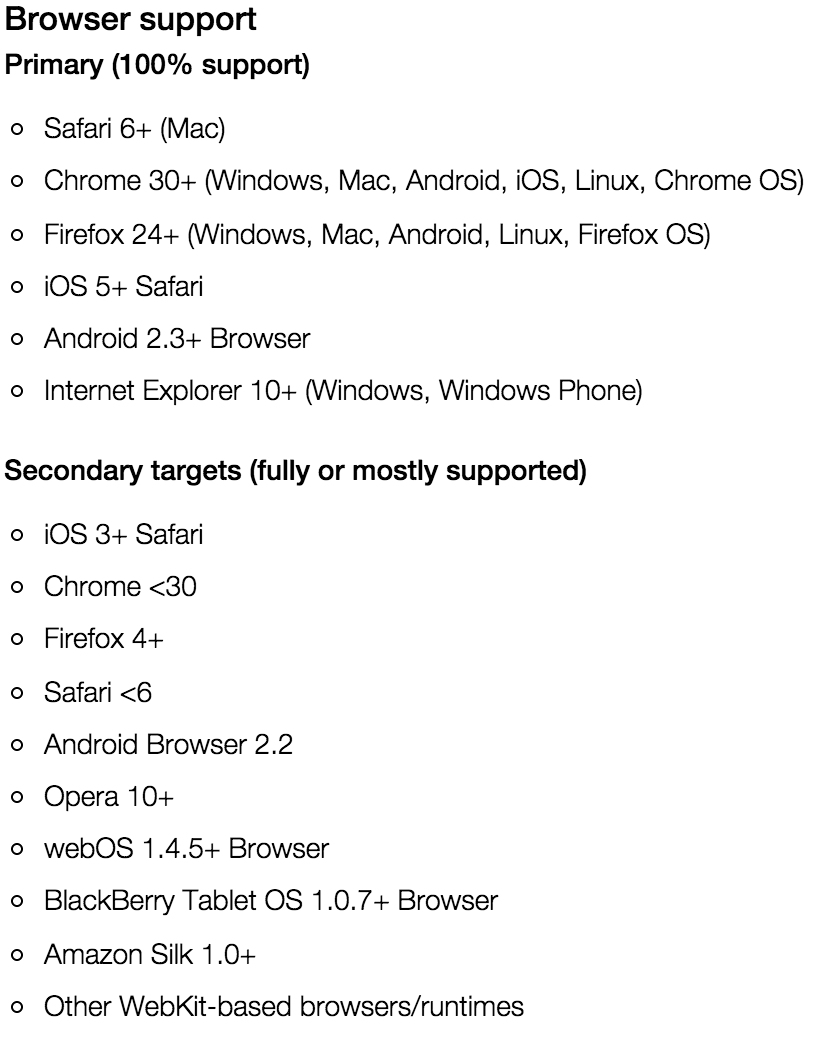 Browser support
Primary (100% support)
Safari 6+ (Mac)
Chrome 30+ (Windows, Mac, Android, iOS, Linux, Chrome OS)
Firefox 24+ (Windows, Mac, Android, Linux, Firefox OS)
iOS 5+ Safari
Android 2.3+ Browser
Internet Explorer 10+ (Windows, Windows Phone)
Secondary targets (fully or mostly supported)
iOS 3+ Safari
Chrome <30
Firefox 4+
Safari <6
Android Browser 2.2
Opera 10+
webOS 1.4.5+ Browser
BlackBerry Tablet OS 1.0.7+ Browser
Amazon Silk 1.0+
Other WebKit-based browsers/runtimes